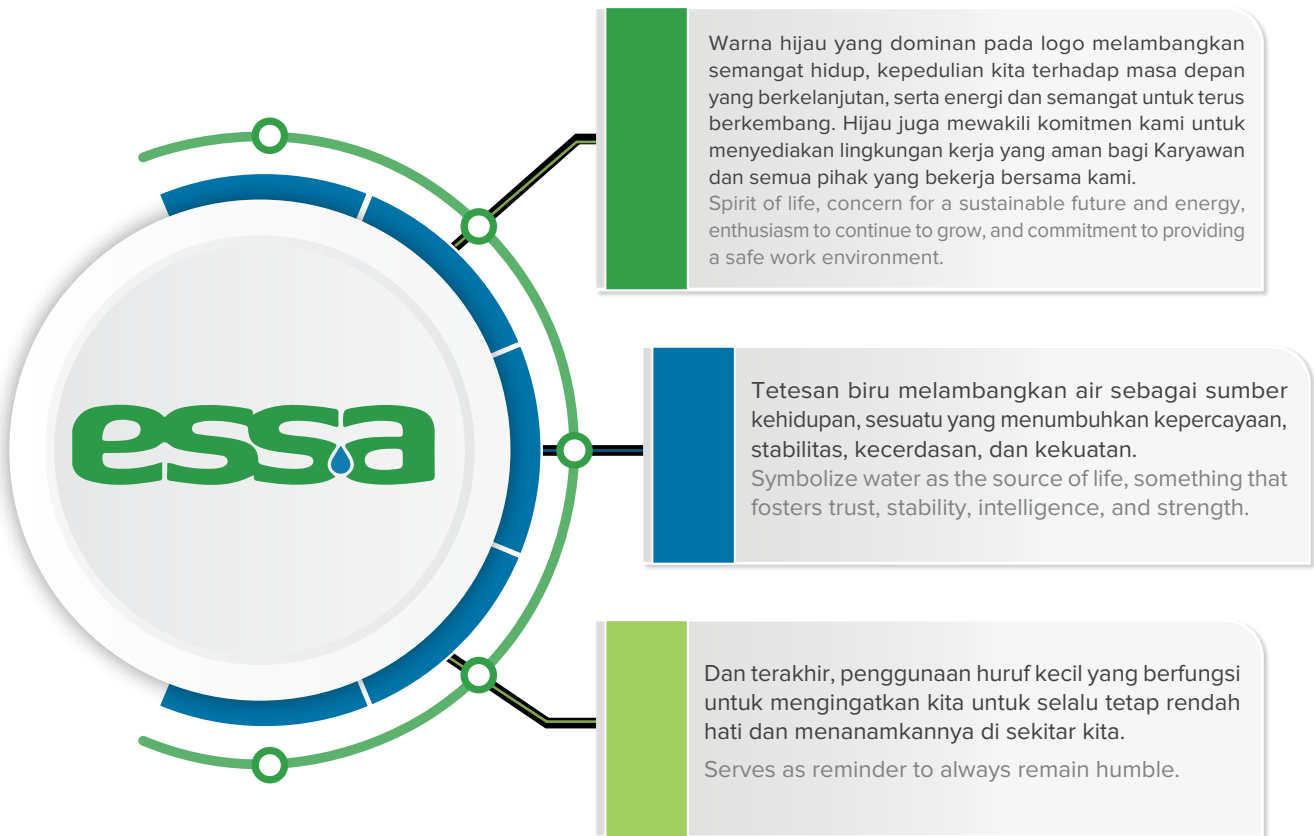 essa
Warna hijau yang dominan pada logo melambangkan
semangat hidup, kepedulian kita terhadap masa depan
yang berkelanjutan, serta energi dan semangat untuk terus
berkembang. Hijau juga mewakili komitmen kami untuk
menyediakan lingkungan kerja yang aman bagi Karyawan
dan semua pihak yang bekerja bersama kami.
Spirit of life, concern for a sustainable future and energy,
enthusiasm to continue to grow, and commitment to providing
a safe work environment.
Tetesan biru melambangkan air sebagai sumber
kehidupan, sesuatu yang menumbuhkan kepercayaan,
stabilitas, kecerdasan, dan kekuatan.
Symbolize water as the source of life, something that
fosters trust, stability, intelligence, and strength.
Dan terakhir, penggunaan huruf kecil yang berfungsi
untuk mengingatkan kita untuk selalu tetap rendah
hati dan menanamkannya di sekitar kita.
Serves as reminder to always remain humble.